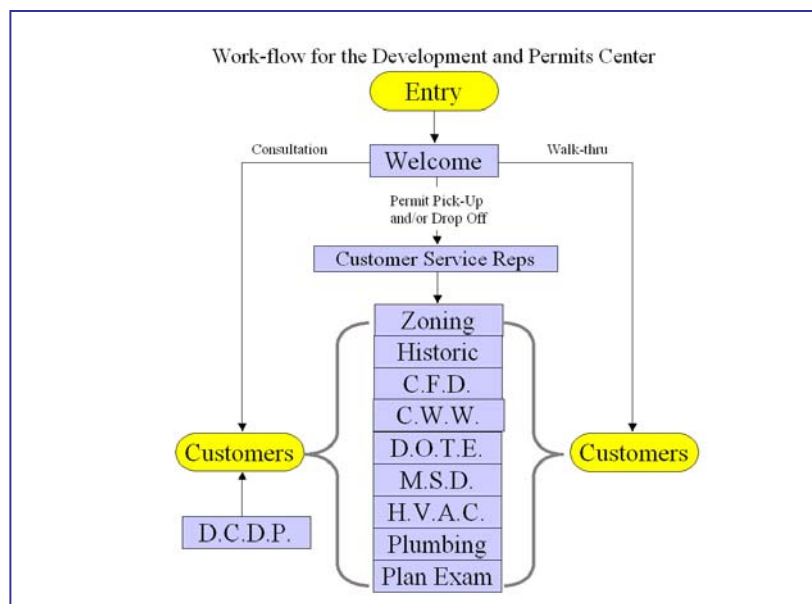 Work-flow for the Development and Permits Center
Entry
Consultation
Welcome
Walk-thru
Permit Pick-Up
and/or Drop Off
Customer Service Reps
Zoning
Historic
C.F.D.
C.W.W.
D.O.T.E.
M.S.D.
H.V.A.C.
Plumbing
Plan Exam
Customers
Customers
D.C.D.P.